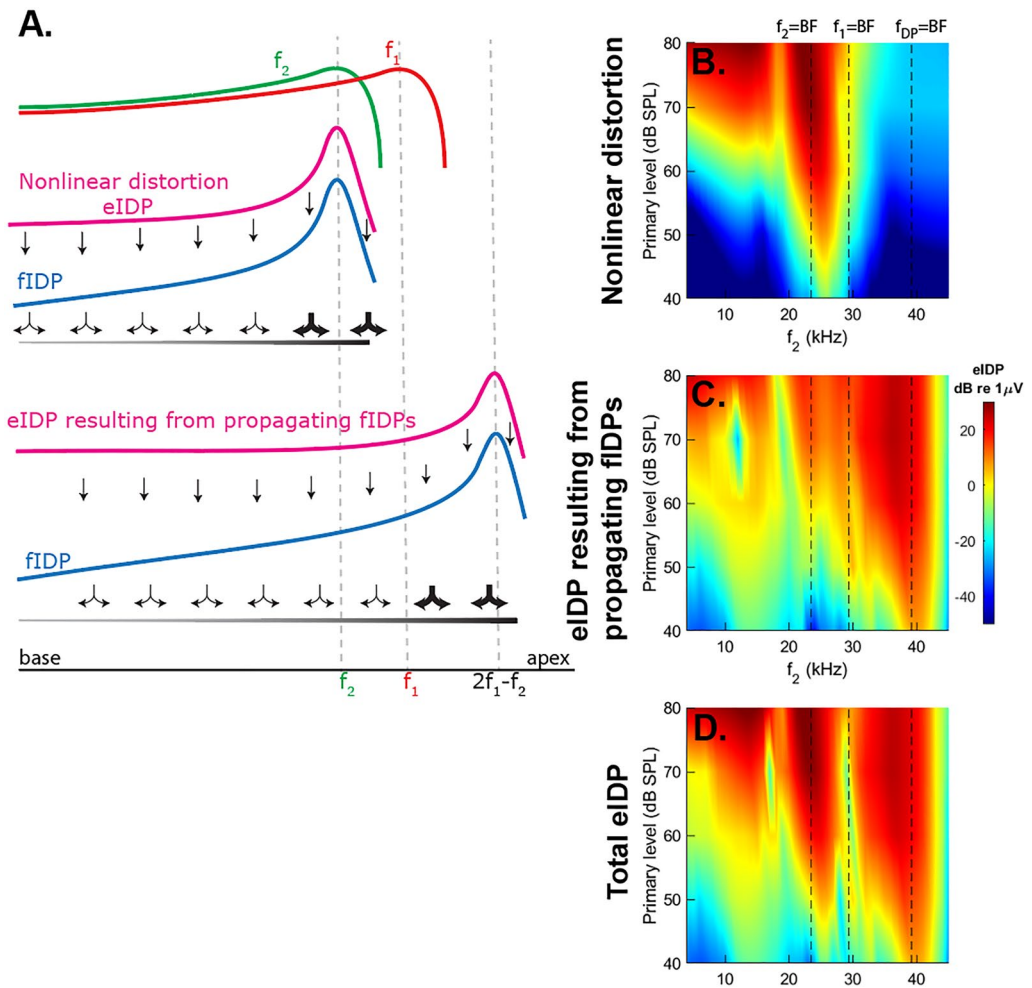 A.
f2
f1
Nonlinear distortion
eIDP
fIDP
eIDP resulting from propagating fIDPs
fIDP
base
apex
f2
f1
2f1-f2
f2=BF
f1=BF
fDP=BF
B.
Nonlinear distortion
Primary level (dB SPL)
80
70
60
50
40
10
20
30
40
f2 (kHz)
C.
eIDP resulting from
propagating fIDPs
Primary level (dB SPL)
80
70
60
50
40
10
20
30
40
f2 (kHz)
eIDP
dB re 1μV
20
0
-20
-40
D.
Total eIDP
Primary level (dB SPL)
80
70
60
50
40
10
20
30
40